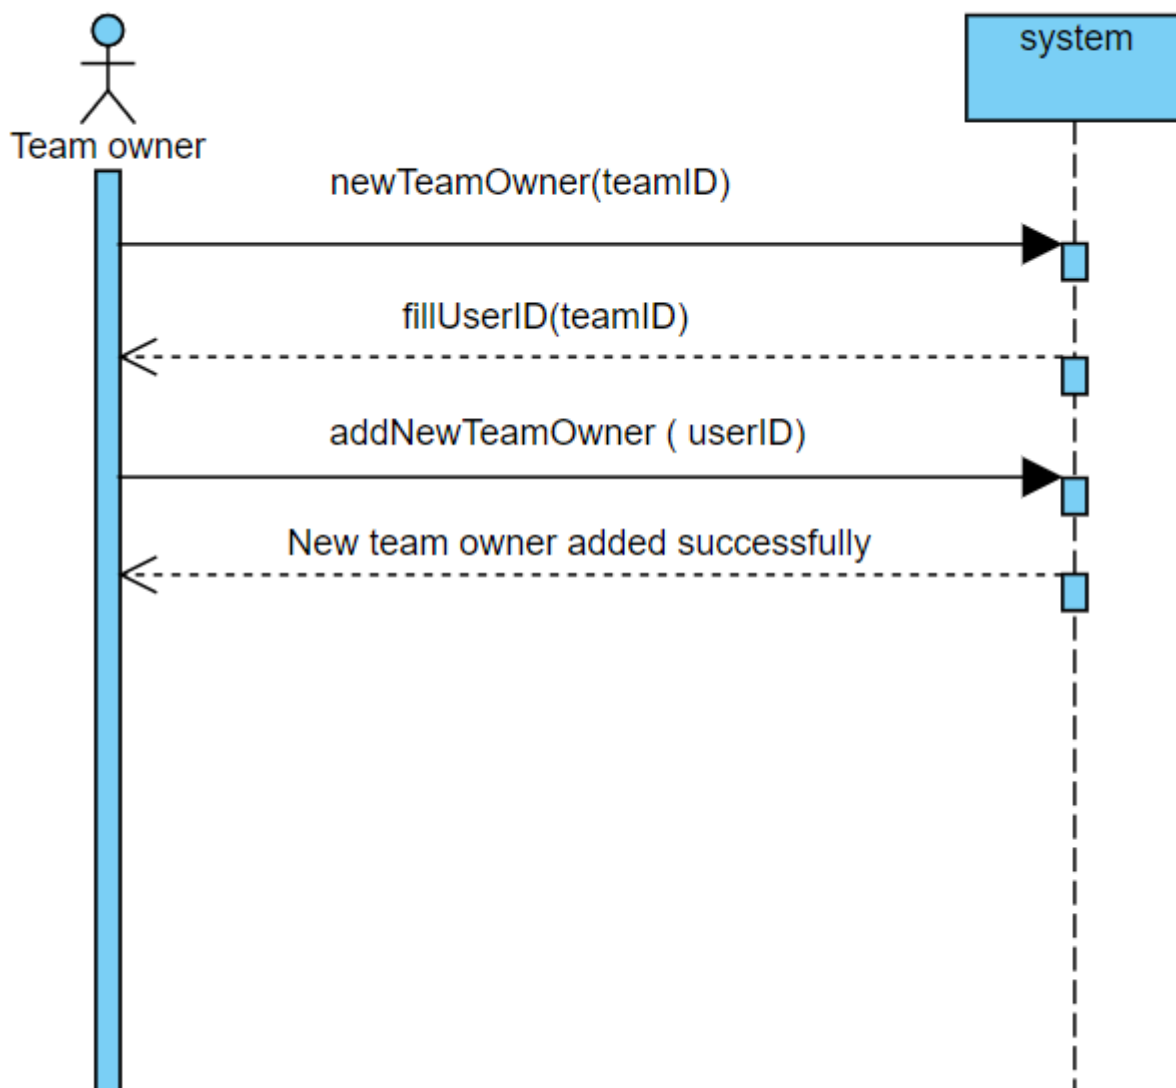 system
Team owner
newTeamOwner(teamID)
fillUserID(teamID)
addNewTeamOwner ( userID)
New team owner added successfully